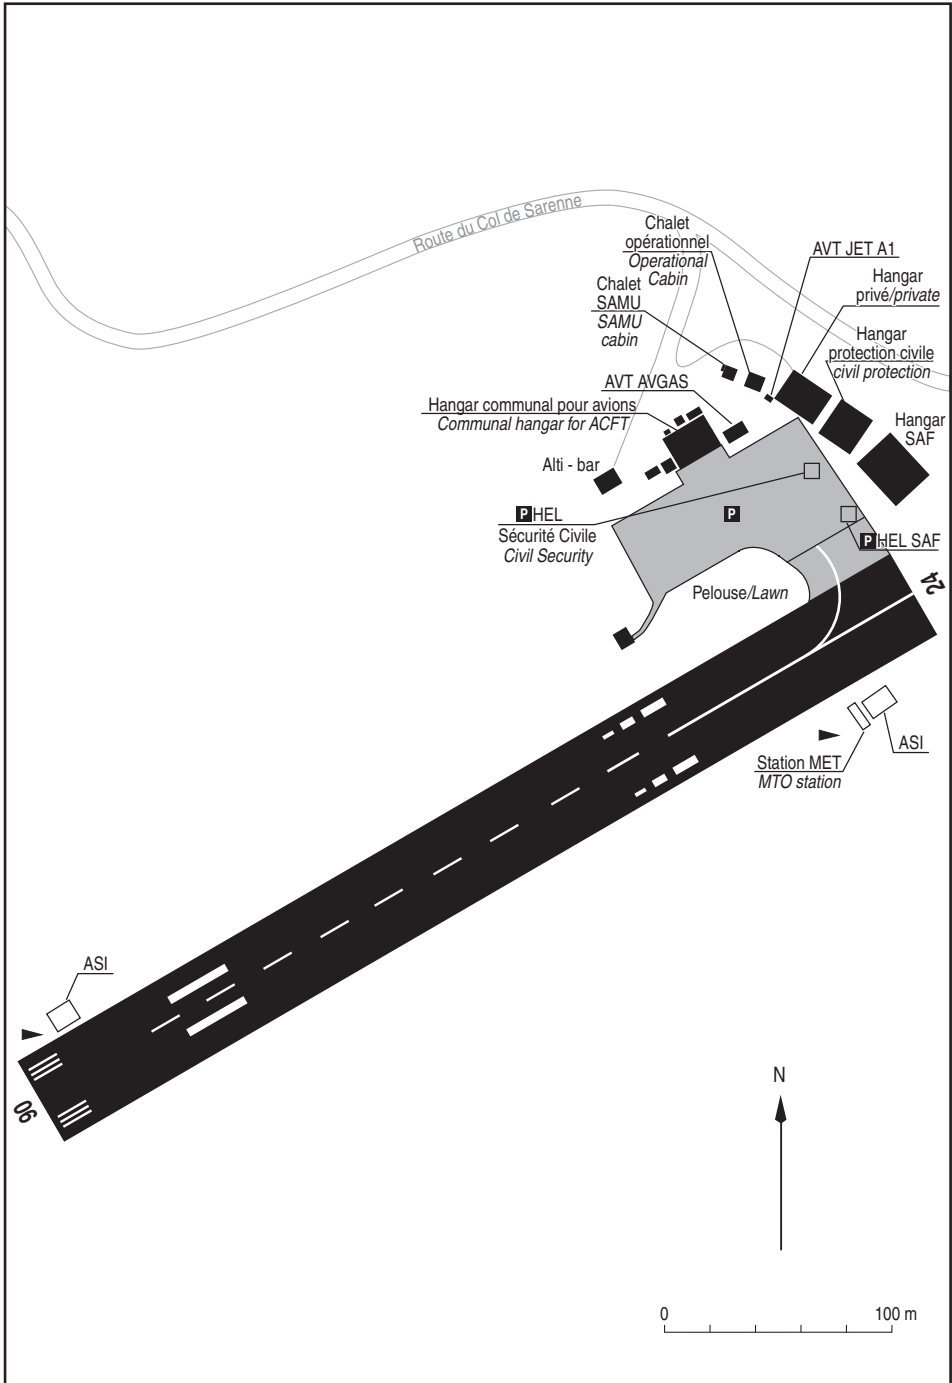 Route du Col de Sarenne
Chalet
opérationnel
Operational
Cabin
AVT JET A1
Hangar
privé/private
Chalet
SAMU
SAMU
cabin
Hangar
protection civile
civil protection
AVT AVGAS
Hangar communal pour avions
Communal hangar for ACFT
Hangar
SAF
Alti - bar
P HEL
Sécurité Civile
Civil Security
P
P HEL SAF
24
Pelouse/Lawn
ASI
Station MET
MTO station
ASI
06
N
0 100 m